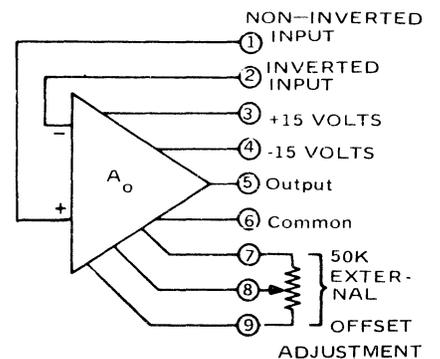 NON-INVERTED
INPUT
1
2 INVERTED
INPUT
3 +15 VOLTS
4 -15 VOLTS
5 Output
6 Common
7
8
9
-
+
Ao
50K
EXTER-
NAL
OFFSET
ADJUSTMENT